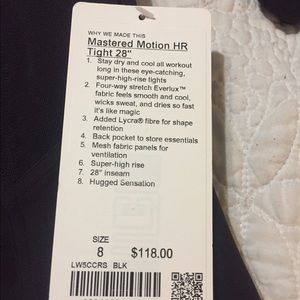 WHY WE MADE THIS
Mastered Motion HR
Tight 28"
1. Stay dry and cool all workout
long in these eye-catching,
super-high-rise tights
2. Four-way stretch Everlux™
fabric feels smooth and cool,
wicks sweat, and dries so fast
it's like magic
3. Added Lycra® fibre for shape
retention
4. Back pocket to store essentials
5. Mesh fabric panels for
ventilation
6. Super-high rise
7. 28" inseam
8. Hugged Sensation
SIZE
8 $118.00
LW5CCRS BLK